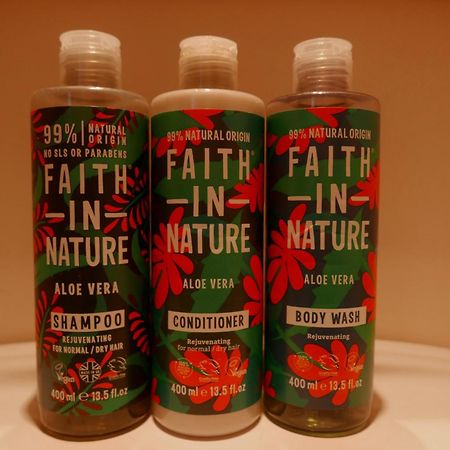 99% NATURAL
ORIGIN
NO SLS OR PARABENS
FAITH
IN
NATURE
ALOE VERA
SHAMPOO
REJUVENATING
FOR NORMAL / DRY HAIR
Vegan
400 ml e 13.5 fl.oz
99% NATURAL ORIGIN
FAITH
IN
NATURE
ALOE VERA
CONDITIONER
Rejuvenating
for normal / dry hair
Vegan
400 ml e 13.5 fl.oz
99% NATURAL ORIGIN
FAITH
IN
NATURE
ALOE VERA
BODY WASH
Rejuvenating
Vegan
400 ml e 13.5 fl.oz